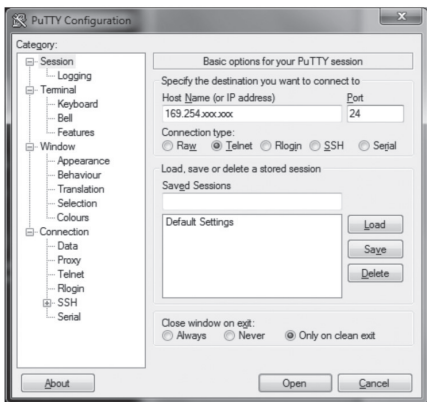 PuTTY Configuration
Category:
Session
Logging
Terminal
Keyboard
Bell
Features
Window
Appearance
Behaviour
Translation
Selection
Colours
Connection
Data
Proxy
Telnet
Rlogin
SSH
Serial
Basic options for your PuTTY session
Specify the destination you want to connect to
Host Name (or IP address) Port
169.254.xxx.xxx 24
Connection type:
Raw Telnet Rlogin SSH Serial
Load, save or delete a stored session
Saved Sessions
Default Settings
Load
Save
Delete
Close window on exit:
Always Never Only on clean exit
About Open Cancel